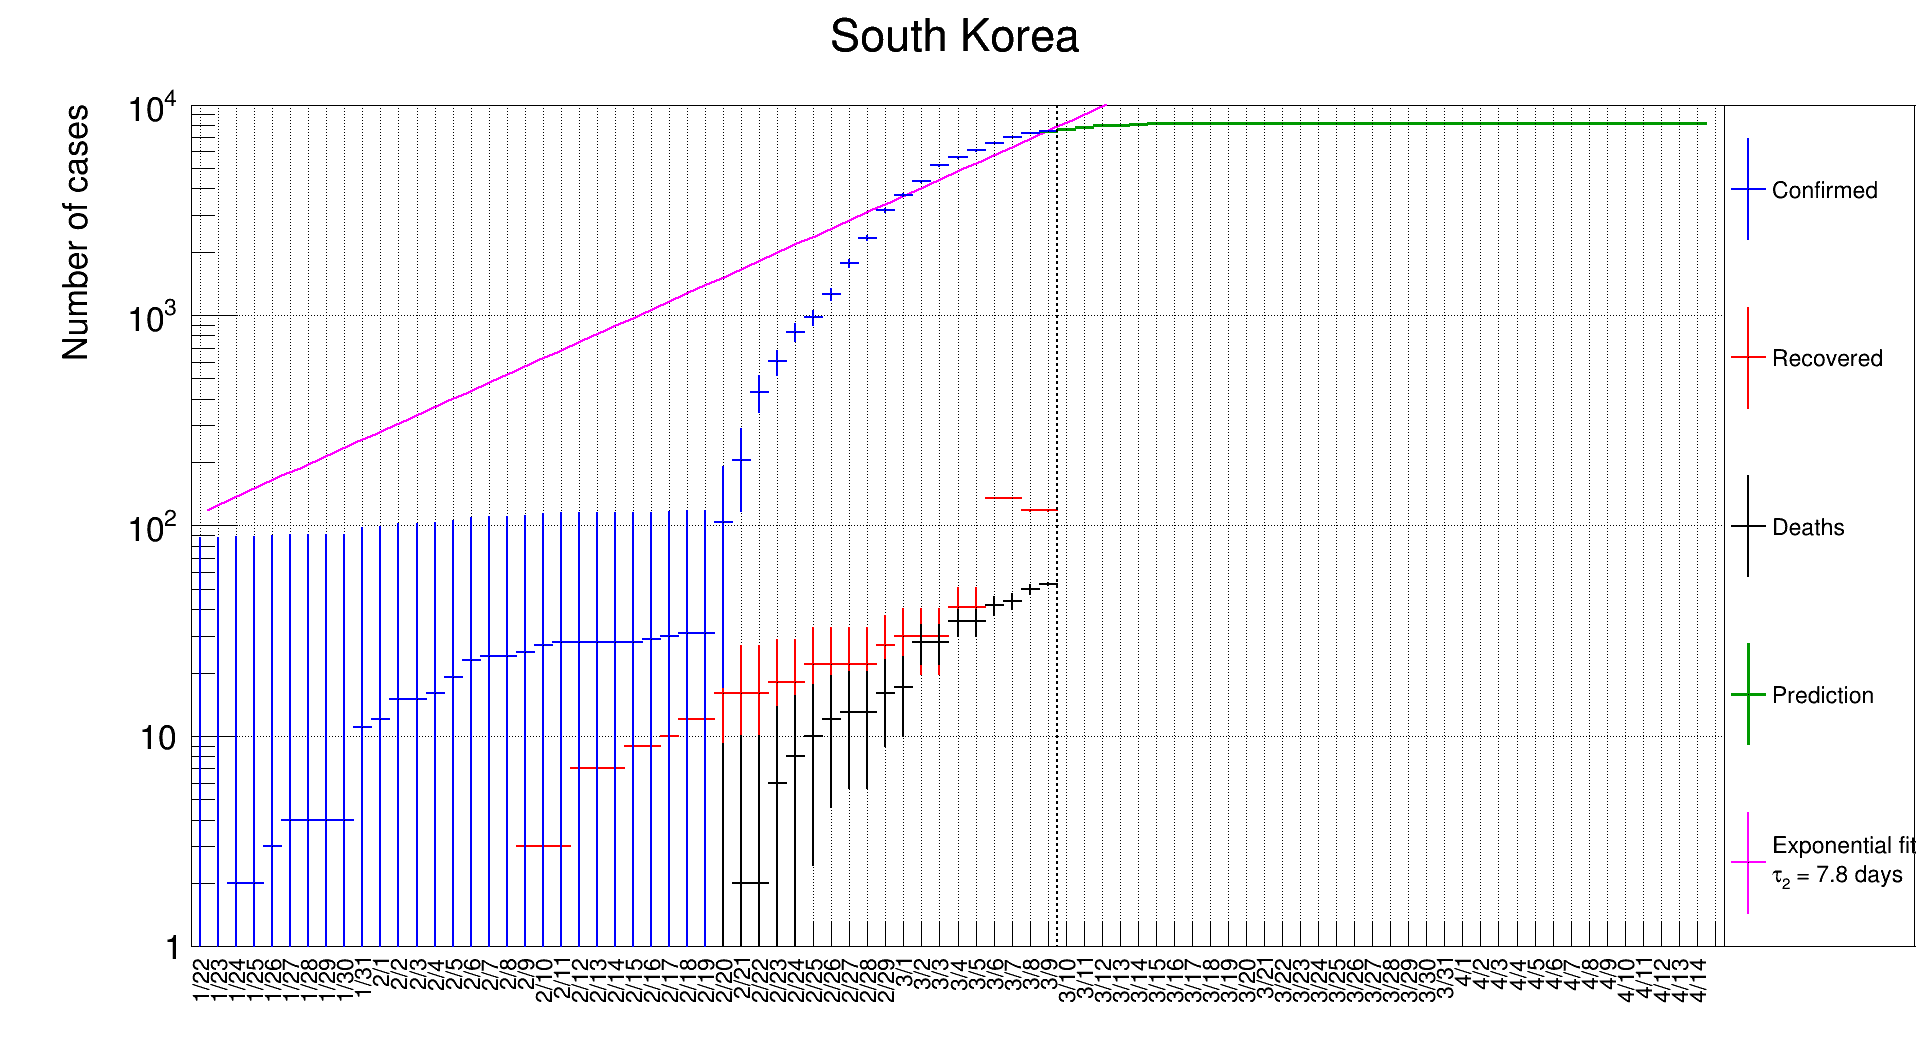 South Korea
Number of cases
10^4
10^3
10^2
10
1
1/22 1/23 1/24 1/25 1/26 1/27 1/28 1/29 1/30 1/31 2/1 2/2 2/3 2/4 2/5 2/6 2/7 2/8 2/9 2/10 2/11 2/12 2/13 2/14 2/15 2/16 2/17 2/18 2/19 2/20 2/21 2/22 2/23 2/24 2/25 2/26 2/27 2/28 2/29 3/1 3/2 3/3 3/4 3/5 3/6 3/7 3/8 3/9 3/10 3/11 3/12 3/13 3/14 3/15 3/16 3/17 3/18 3/19 3/20 3/21 3/22 3/23 3/24 3/25 3/26 3/27 3/28 3/29 3/30 3/31 4/1 4/2 4/3 4/4 4/5 4/6 4/7 4/8 4/9 4/10 4/11 4/12 4/13 4/14
Confirmed
Recovered
Deaths
Prediction
Exponential fit
τ₂ = 7.8 days